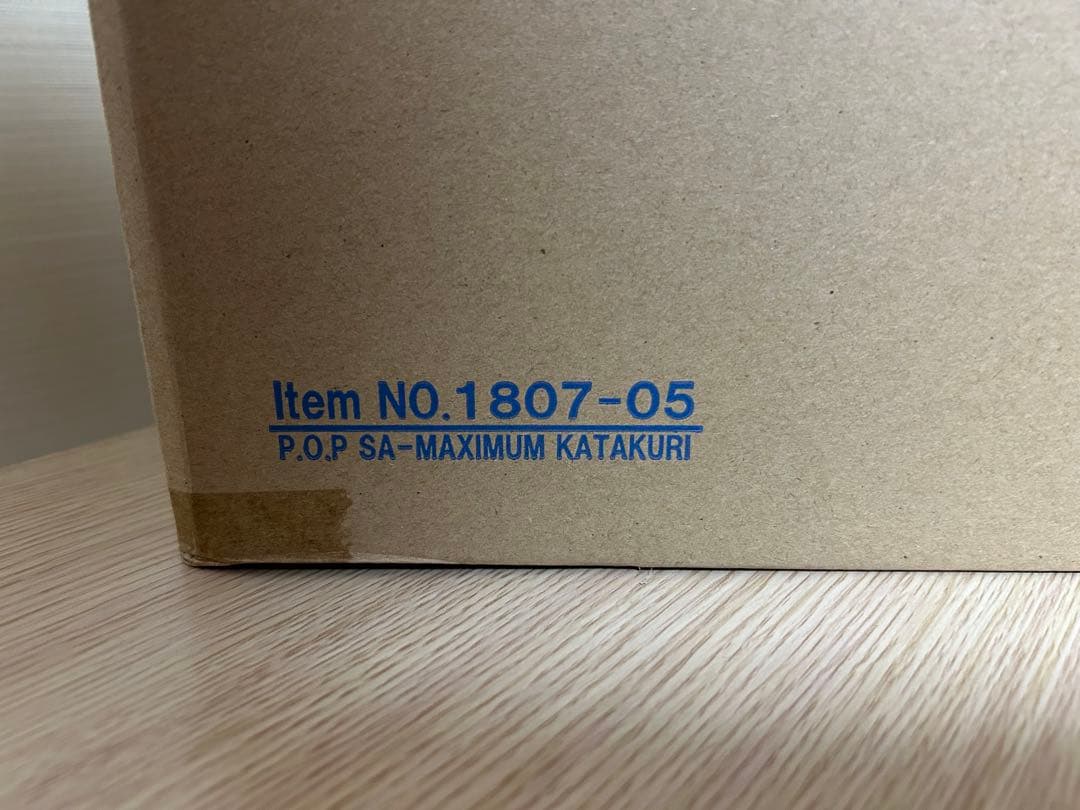 Item NO.1807-05
P.O.P SA-MAXIMUM KATAKURI